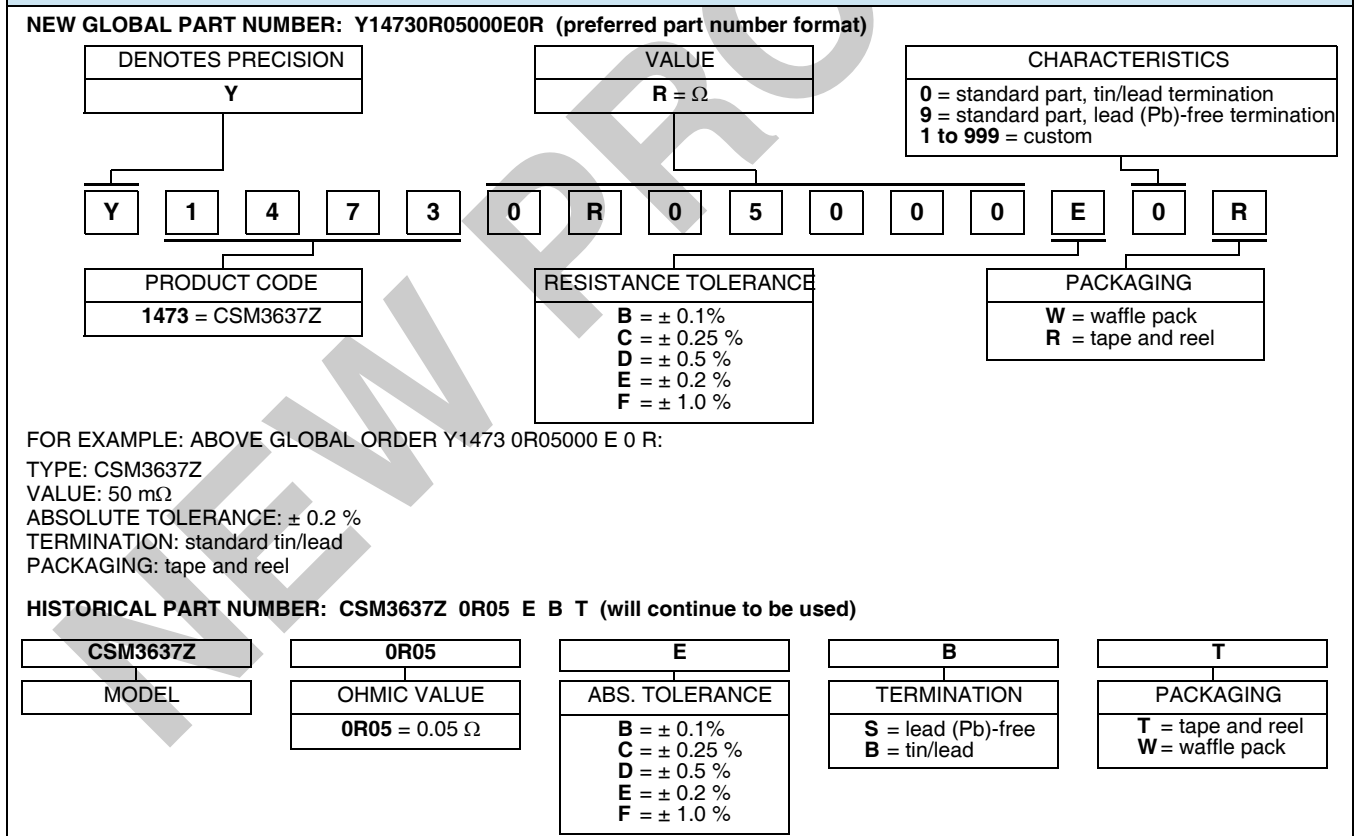 NEW GLOBAL PART NUMBER: Y14730R05000E0R (preferred part number format)
DENOTES PRECISION
Y
VALUE
R = Ω
CHARACTERISTICS
0 = standard part, tin/lead termination
9 = standard part, lead (Pb)-free termination
1 to 999 = custom
Y 1 4 7 3 0 R 0 5 0 0 0 E 0 R
PRODUCT CODE
1473 = CSM3637Z
RESISTANCE TOLERANCE
B = ± 0.1%
C = ± 0.25 %
D = ± 0.5 %
E = ± 0.2 %
F = ± 1.0 %
PACKAGING
W = waffle pack
R = tape and reel
FOR EXAMPLE: ABOVE GLOBAL ORDER Y1473 0R05000 E 0 R:
TYPE: CSM3637Z
VALUE: 50 mΩ
ABSOLUTE TOLERANCE: ± 0.2 %
TERMINATION: standard tin/lead
PACKAGING: tape and reel
HISTORICAL PART NUMBER: CSM3637Z 0R05 E B T (will continue to be used)
CSM3637Z
MODEL
0R05
OHMIC VALUE
0R05 = 0.05 Ω
E
ABS. TOLERANCE
B = ± 0.1%
C = ± 0.25 %
D = ± 0.5 %
E = ± 0.2 %
F = ± 1.0 %
B
TERMINATION
S = lead (Pb)-free
B = tin/lead
T
PACKAGING
T = tape and reel
W = waffle pack
NEW PRO